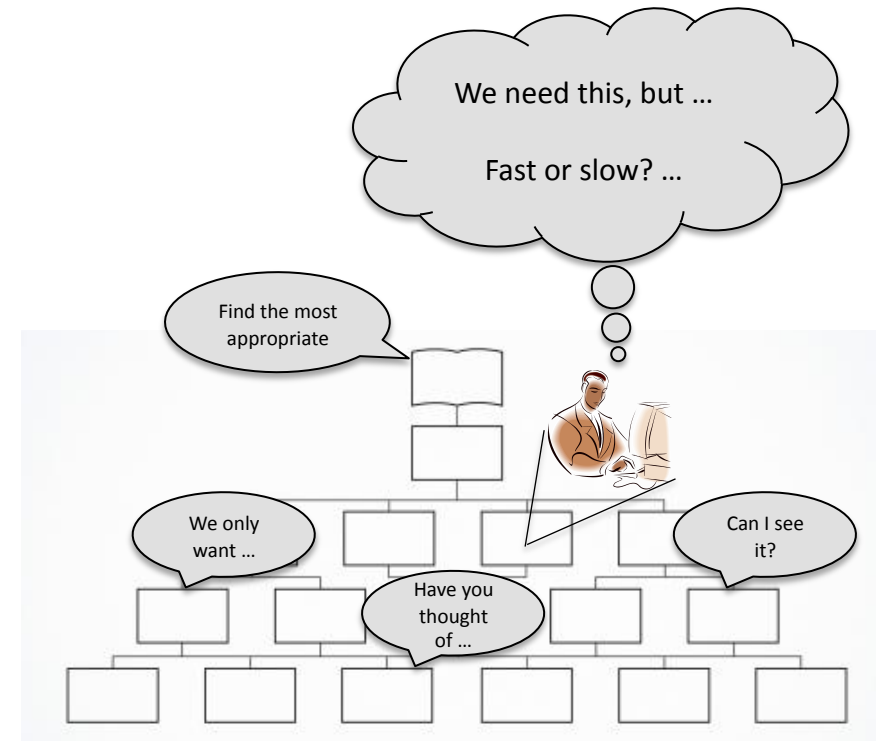 We need this, but …
Fast or slow? …
Find the most
appropriate
We only
want …
Can I see
it?
Have you
thought
of …